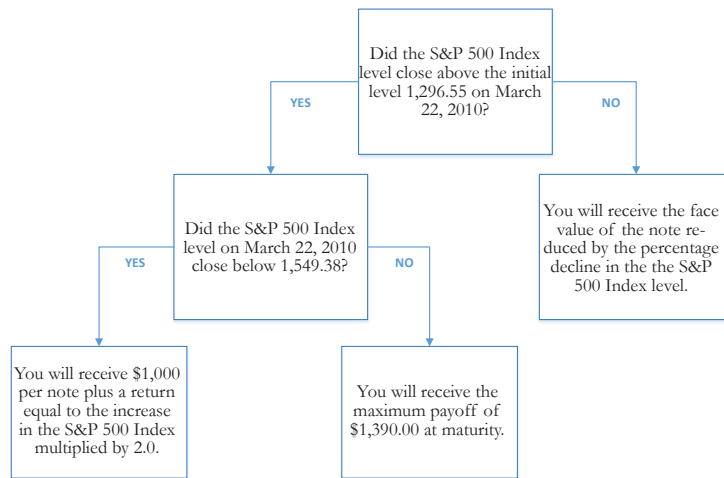 Did the S&P 500 Index
level close above the initial
level 1,296.55 on March
22, 2010?
YES
NO
Did the S&P 500 Index
level on March 22, 2010
close below 1,549.38?
You will receive the face
value of the note re-
duced by the percentage
decline in the the S&P
500 Index level.
YES
NO
You will receive $1,000
per note plus a return
equal to the increase
in the S&P 500 Index
multiplied by 2.0.
You will receive the
maximum payoff of
$1,390.00 at maturity.